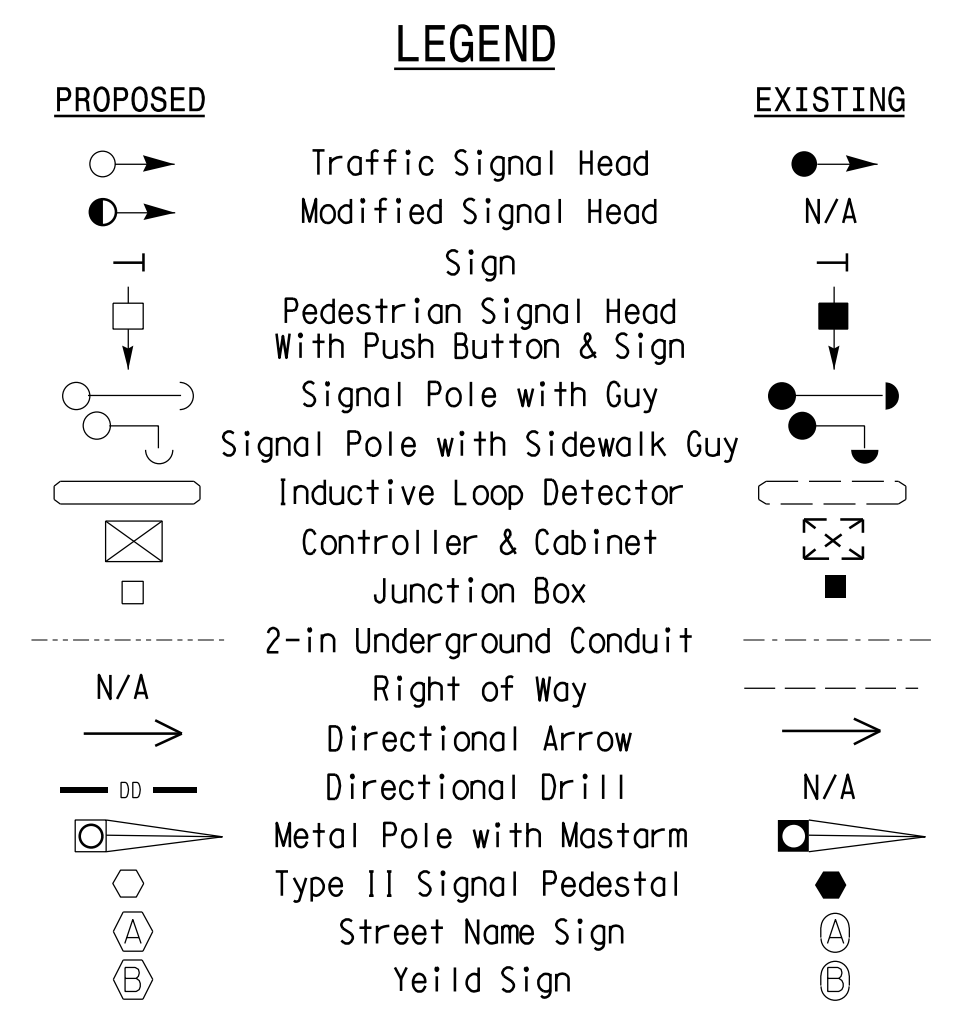 LEGEND
PROPOSED EXISTING
Traffic Signal Head
Modified Signal Head N/A
Sign
Pedestrian Signal Head
With Push Button & Sign
Signal Pole with Guy
Signal Pole with Sidewalk Guy
Inductive Loop Detector
Controller & Cabinet
Junction Box
2-in Underground Conduit
N/A Right of Way
Directional Arrow
DD Directional Drill N/A
Metal Pole with Mastarm
Type II Signal Pedestal
A Street Name Sign A
B Yeild Sign B